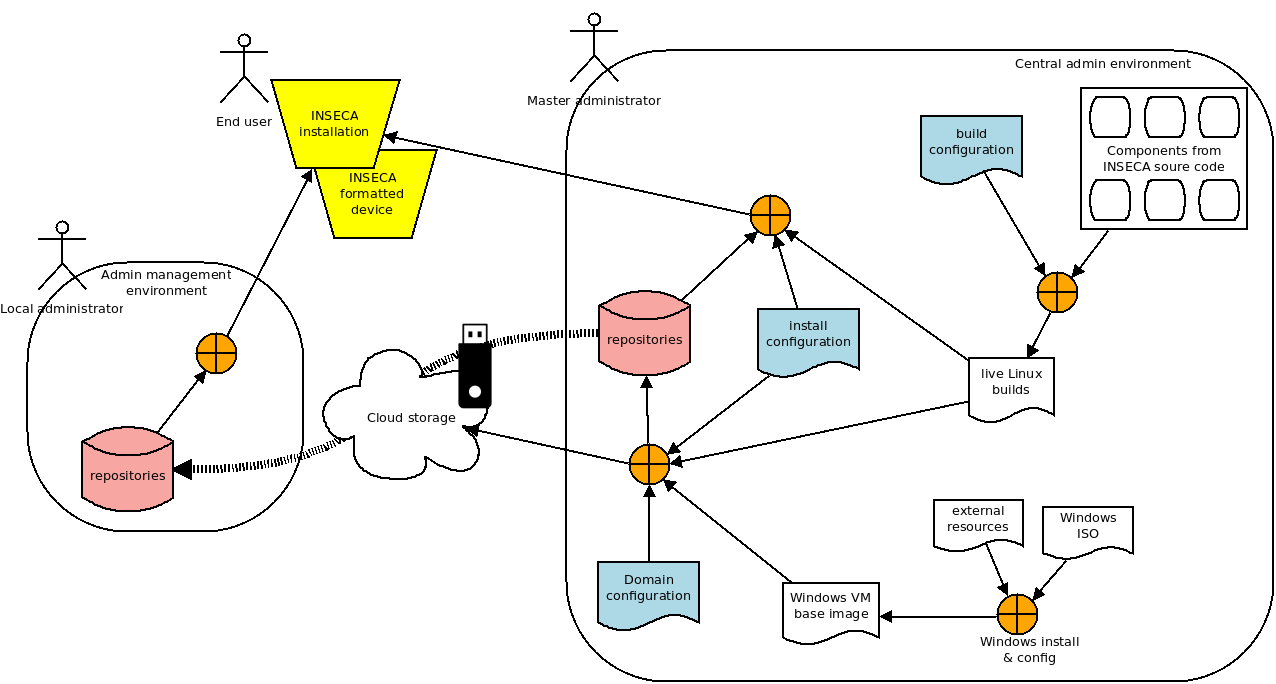 Central admin environment
End user
Master administrator
INSECA
installation
INSECA
formatted
device
build
configuration
Components from
INSECA soure code
Local administrator
Admin management
environment
repositories
Cloud storage
repositories
install
configuration
live Linux
builds
Domain
configuration
Windows VM
base image
external
resources
Windows
ISO
Windows install
& config